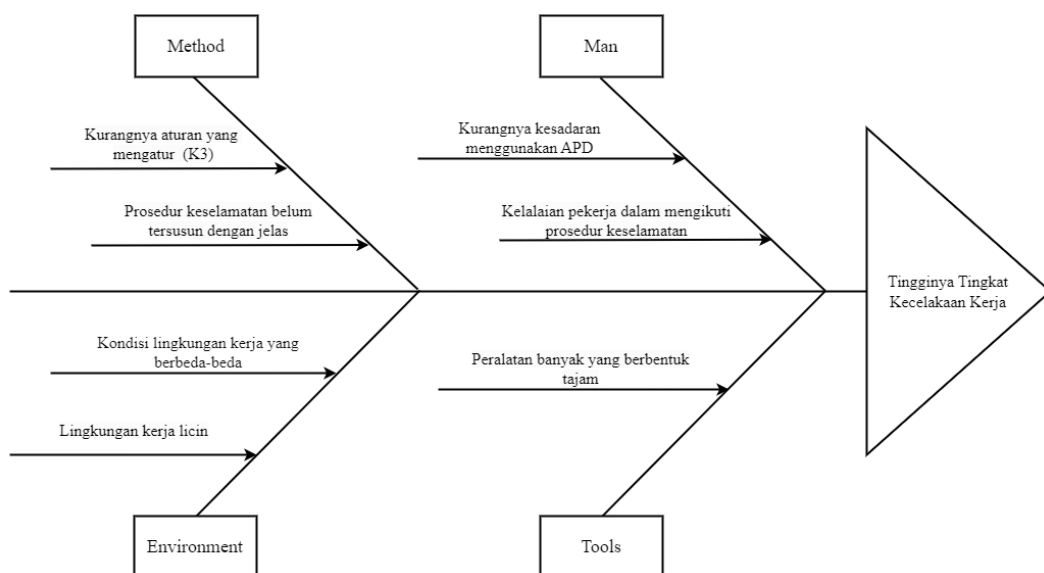 Method
Man
Kurangnya aturan yang
mengatur (K3)
Kurangnya kesadaran
menggunakan APD
Prosedur keselamatan belum
tersusun dengan jelas
Kelalaian pekerja dalam mengikuti
prosedur keselamatan
Tingginya Tingkat
Kecelakaan Kerja
Kondisi lingkungan kerja yang
berbeda-beda
Peralatan banyak yang berbentuk
tajam
Lingkungan kerja licin
Environment
Tools